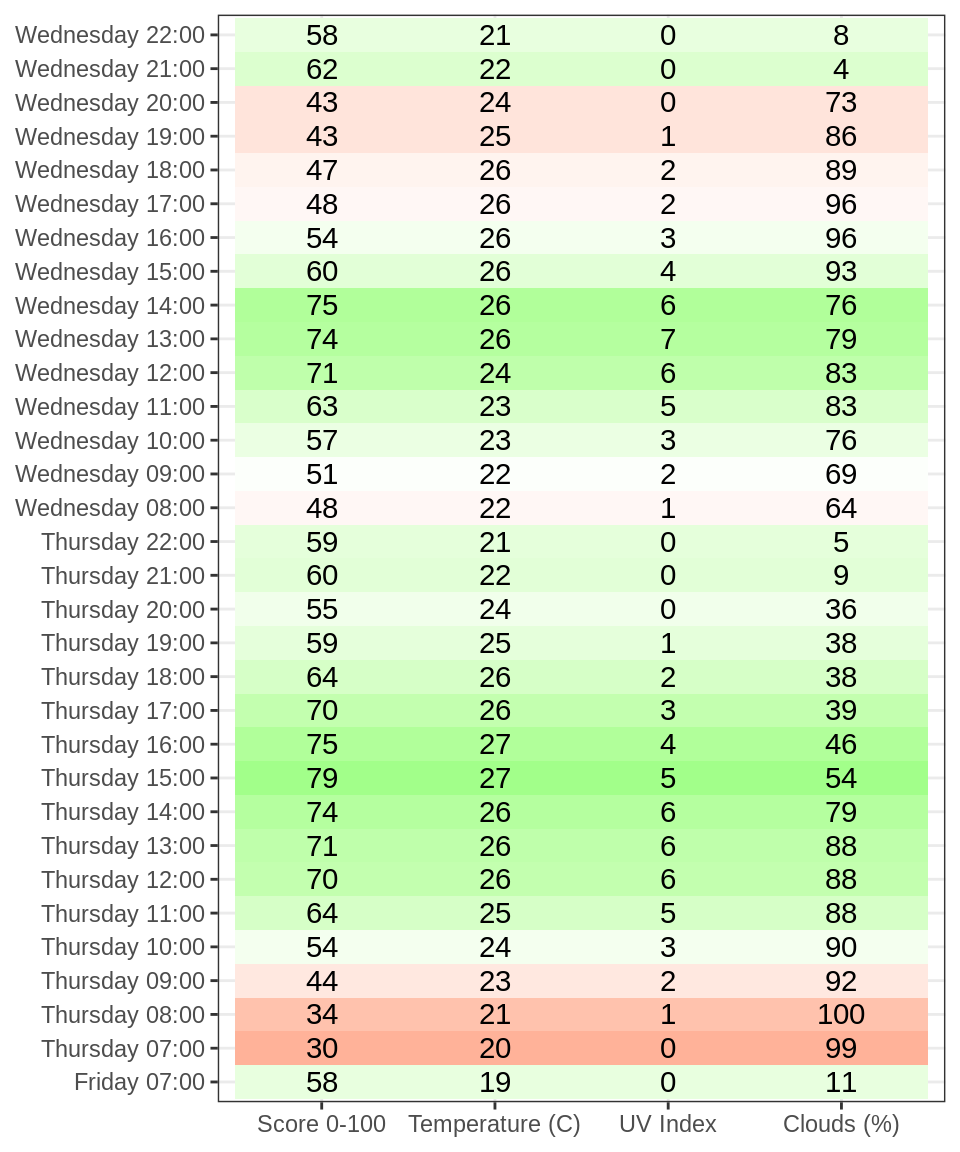 Wednesday 22:00 58 21 0 8
Wednesday 21:00 62 22 0 4
Wednesday 20:00 43 24 0 73
Wednesday 19:00 43 25 1 86
Wednesday 18:00 47 26 2 89
Wednesday 17:00 48 26 2 96
Wednesday 16:00 54 26 3 96
Wednesday 15:00 60 26 4 93
Wednesday 14:00 75 26 6 76
Wednesday 13:00 74 26 7 79
Wednesday 12:00 71 24 6 83
Wednesday 11:00 63 23 5 83
Wednesday 10:00 57 23 3 76
Wednesday 09:00 51 22 2 69
Wednesday 08:00 48 22 1 64
Thursday 22:00 59 21 0 5
Thursday 21:00 60 22 0 9
Thursday 20:00 55 24 0 36
Thursday 19:00 59 25 1 38
Thursday 18:00 64 26 2 38
Thursday 17:00 70 26 3 39
Thursday 16:00 75 27 4 46
Thursday 15:00 79 27 5 54
Thursday 14:00 74 26 6 79
Thursday 13:00 71 26 6 88
Thursday 12:00 70 26 6 88
Thursday 11:00 64 25 5 88
Thursday 10:00 54 24 3 90
Thursday 09:00 44 23 2 92
Thursday 08:00 34 21 1 100
Thursday 07:00 30 20 0 99
Friday 07:00 58 19 0 11
Score 0-100 Temperature (C) UV Index Clouds (%)